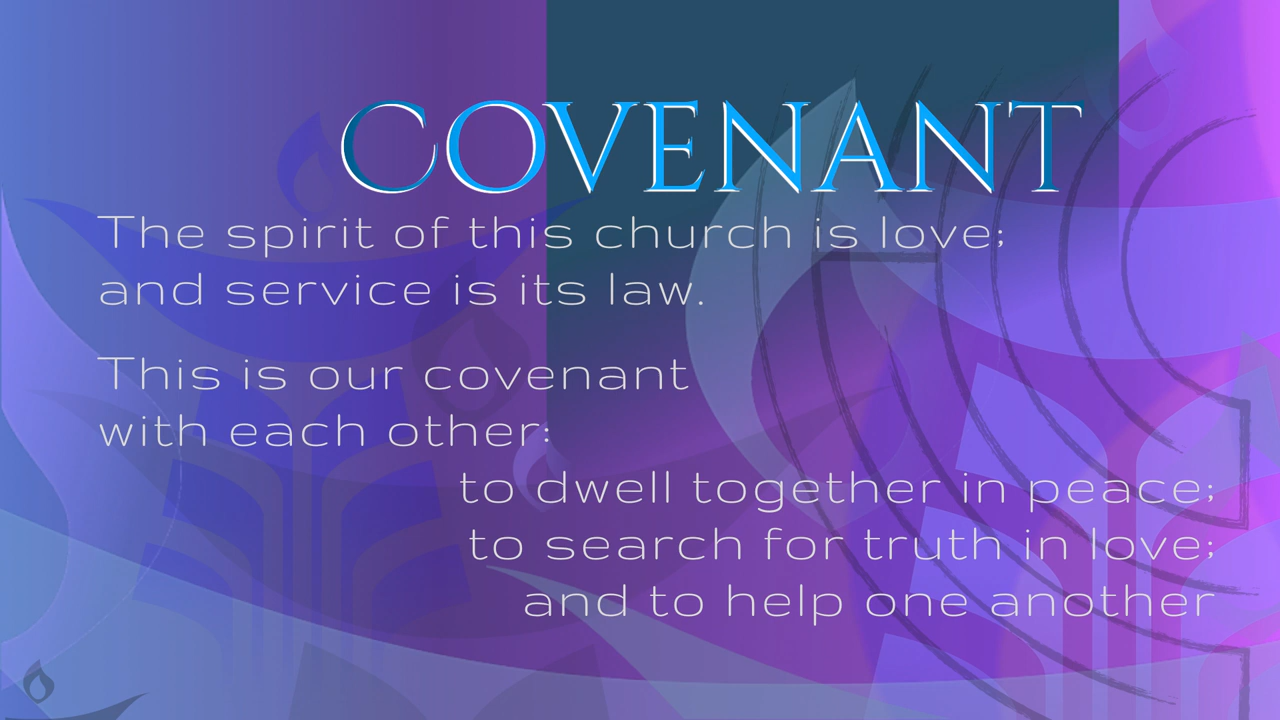 COVENANT
The spirit of this church is love;
and service is its law.
This is our covenant
with each other:
to dwell together in peace;
to search for truth in love;
and to help one another